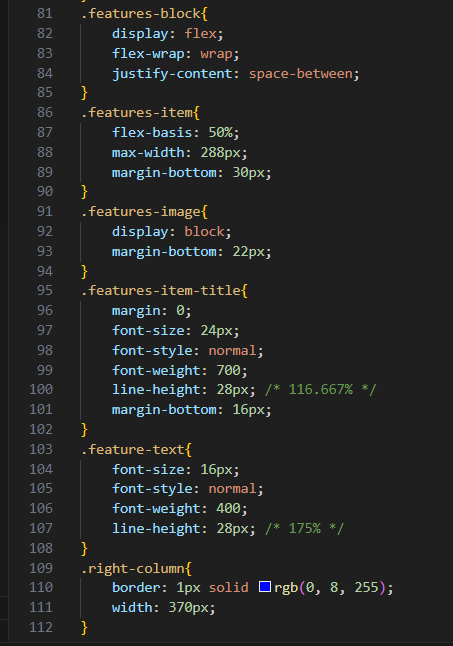 81 .features-block{
82 display: flex;
83 flex-wrap: wrap;
84 justify-content: space-between;
85 }
86 .features-item{
87 flex-basis: 50%;
88 max-width: 288px;
89 margin-bottom: 30px;
90 }
91 .features-image{
92 display: block;
93 margin-bottom: 22px;
94 }
95 .features-item-title{
96 margin: 0;
97 font-size: 24px;
98 font-style: normal;
99 font-weight: 700;
100 line-height: 28px; /* 116.667% */
101 margin-bottom: 16px;
102 }
103 .feature-text{
104 font-size: 16px;
105 font-style: normal;
106 font-weight: 400;
107 line-height: 28px; /* 175% */
108 }
109 .right-column{
110 border: 1px solid rgb(0, 8, 255);
111 width: 370px;
112 }